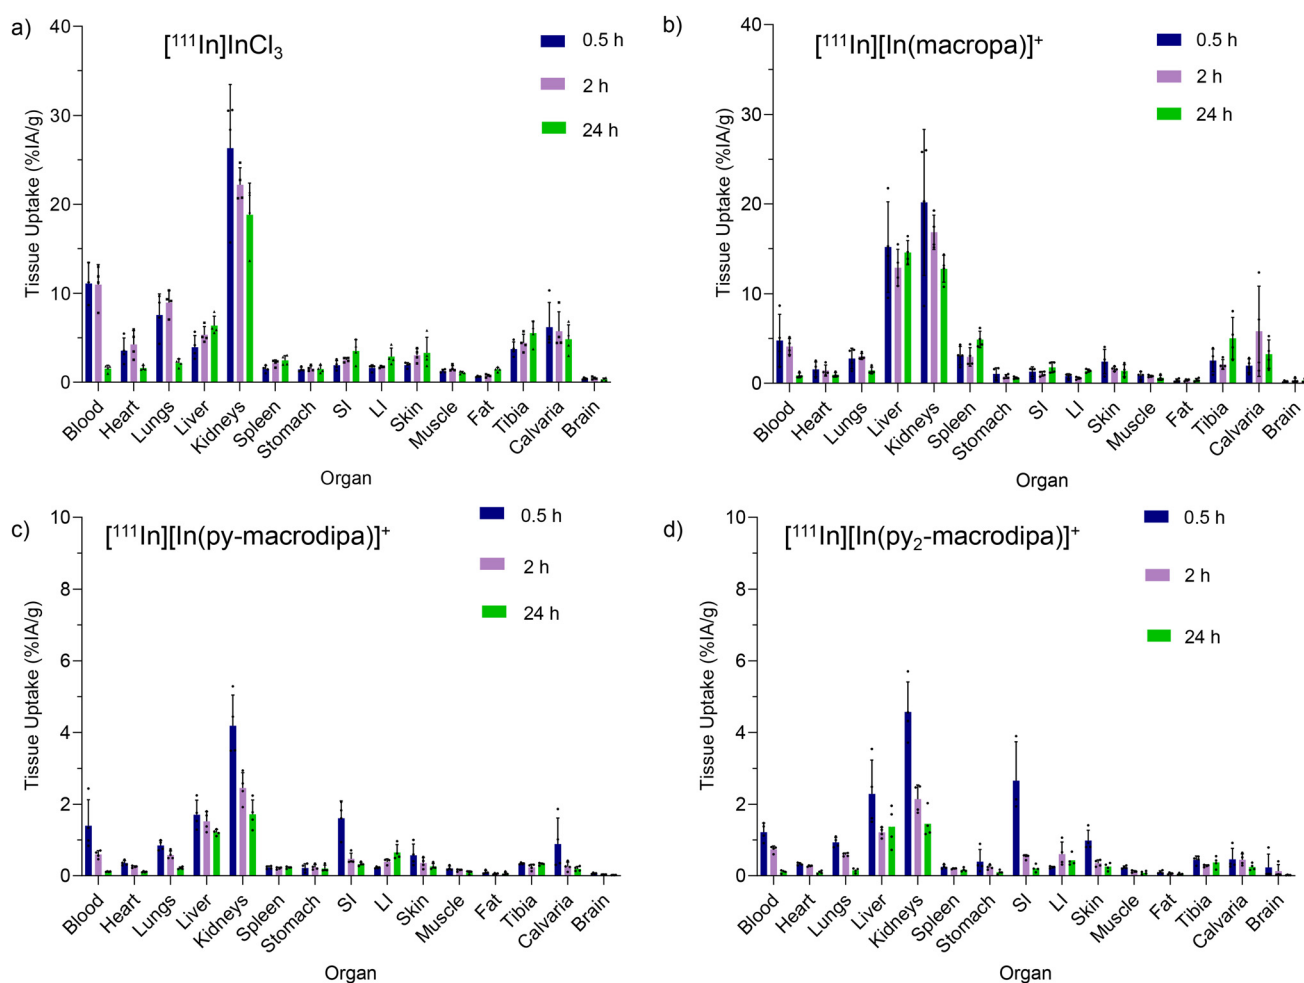 a)
[¹¹¹In]InCl₃
0.5 h
2 h
24 h
Tissue Uptake (%IA/g)
40
30
20
10
0
Blood
Heart
Lungs
Liver
Kidneys
Spleen
Stomach
SI
LI
Skin
Muscle
Fat
Tibia
Calvaria
Brain
Organ
b)
[¹¹¹In][In(macropa)]⁺
0.5 h
2 h
24 h
Tissue Uptake (%IA/g)
40
30
20
10
0
Blood
Heart
Lungs
Liver
Kidneys
Spleen
Stomach
SI
LI
Skin
Muscle
Fat
Tibia
Calvaria
Brain
Organ
c)
[¹¹¹In][In(py-macrodipa)]⁺
0.5 h
2 h
24 h
Tissue Uptake (%IA/g)
10
8
6
4
2
0
Blood
Heart
Lungs
Liver
Kidneys
Spleen
Stomach
SI
LI
Skin
Muscle
Fat
Tibia
Calvaria
Brain
Organ
d)
[¹¹¹In][In(py₂-macrodipa)]⁺
0.5 h
2 h
24 h
Tissue Uptake (%IA/g)
10
8
6
4
2
0
Blood
Heart
Lungs
Liver
Kidneys
Spleen
Stomach
SI
LI
Skin
Muscle
Fat
Tibia
Calvaria
Brain
Organ